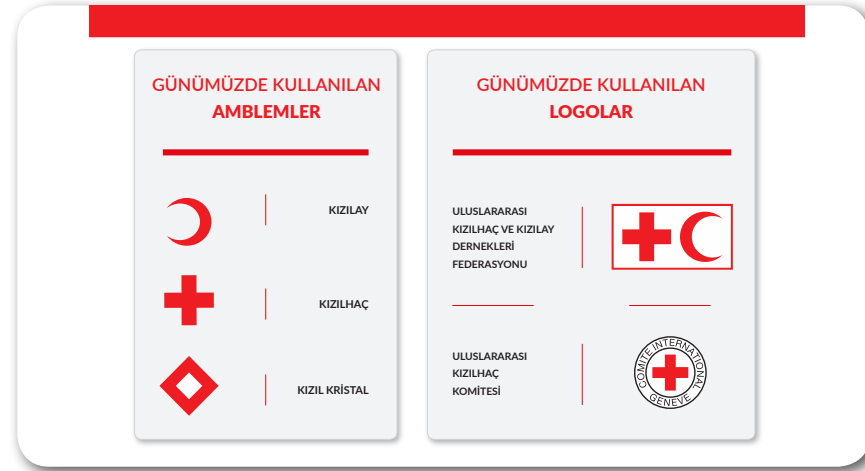 GÜNÜMÜZDE KULLANILAN
AMBLEMLER
KIZILAY
KIZILHAÇ
KIZIL KRİSTAL
GÜNÜMÜZDE KULLANILAN
LOGOLAR
ULUSLARARASI
KIZILHAÇ VE KIZILAY
DERNEKLERİ
FEDERASYONU
ULUSLARARASI
KIZILHAÇ
KOMİTESİ
COMITE INTERNATIONAL
GENEVE